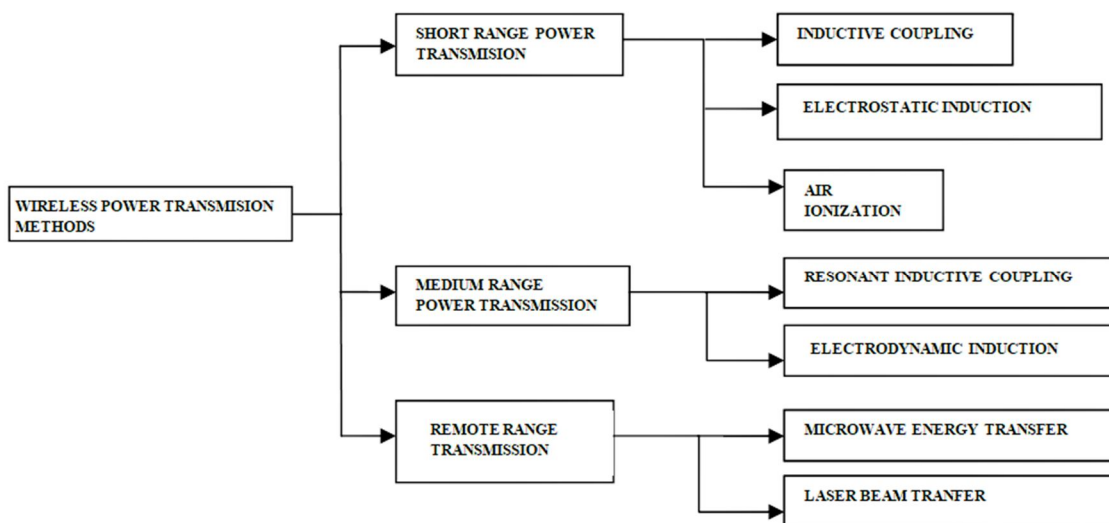 WIRELESS POWER TRANSMISION
METHODS
SHORT RANGE POWER
TRANSMISION
INDUCTIVE COUPLING
ELECTROSTATIC INDUCTION
AIR
IONIZATION
MEDIUM RANGE
POWER TRANSMISSION
RESONANT INDUCTIVE COUPLING
ELECTRODYNAMIC INDUCTION
REMOTE RANGE
TRANSMISSION
MICROWAVE ENERGY TRANSFER
LASER BEAM TRANFER